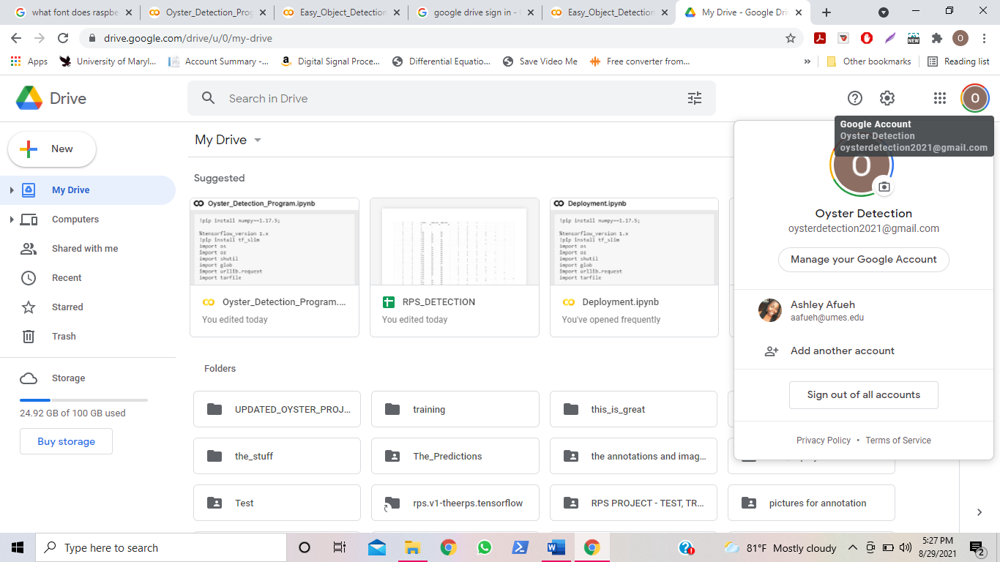 what font does raspbe
Oyster_Detection_Prog
Easy_Object_Detection
google drive sign in -
Easy_Object_Detection
My Drive - Google Driv
drive.google.com/drive/u/0/my-drive
NEW
O
Apps
University of Maryl...
Account Summary -...
Digital Signal Proce...
Differential Equatio...
Save Video Me
Free converter from...
»
Other bookmarks
Reading list
Drive
Search in Drive
O
Google Account
Oyster Detection
oysterdetection2021@gmail.com
New
My Drive
Computers
Shared with me
Recent
Starred
Trash
Storage
24.92 GB of 100 GB used
Buy storage
My Drive
Suggested
Oyster_Detection_Program.ipynb
!pip install numpy==1.17.5;
%tensorflow_version 1.x
!pip install tf_slim
import os
import os
import shutil
import glob
import urllib.request
import tarfile
Oyster_Detection_Program....
You edited today
RPS_DETECTION
You edited today
Deployment.ipynb
!pip install numpy==1.17.5;
%tensorflow_version 1.x
!pip install tf_slim
import os
import os
import shutil
import glob
import urllib.request
import tarfile
Deployment.ipynb
You've opened frequently
Folders
UPDATED_OYSTER_PROJ...
training
this_is_great
the_stuff
The_Predictions
the annotations and imag...
Test
rps.v1-theerps.tensorflow
RPS PROJECT - TEST, TR...
pictures for annotation
O
Oyster Detection
oysterdetection2021@gmail.com
Manage your Google Account
Ashley Afueh
aafueh@umes.edu
Add another account
Sign out of all accounts
Privacy Policy • Terms of Service
Type here to search
81°F Mostly cloudy
5:27 PM
8/29/2021
2